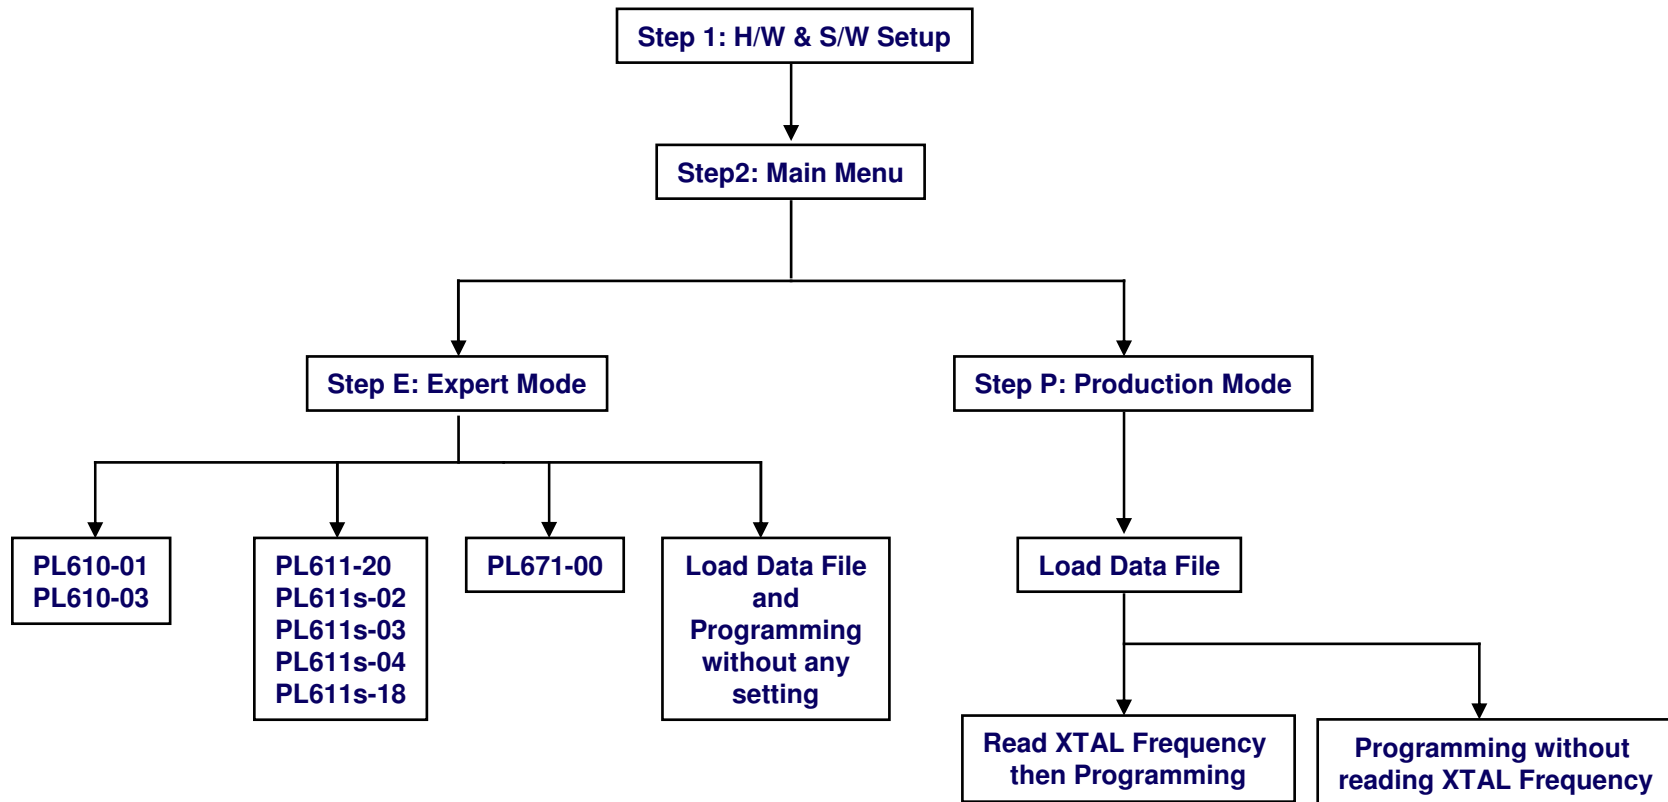 Step 1: H/W & S/W Setup
Step2: Main Menu
Step E: Expert Mode
Step P: Production Mode
PL610-01
PL610-03
PL611-20
PL611s-02
PL611s-03
PL611s-04
PL611s-18
PL671-00
Load Data File
and
Programming
without any
setting
Load Data File
Read XTAL Frequency
then Programming
Programming without
reading XTAL Frequency